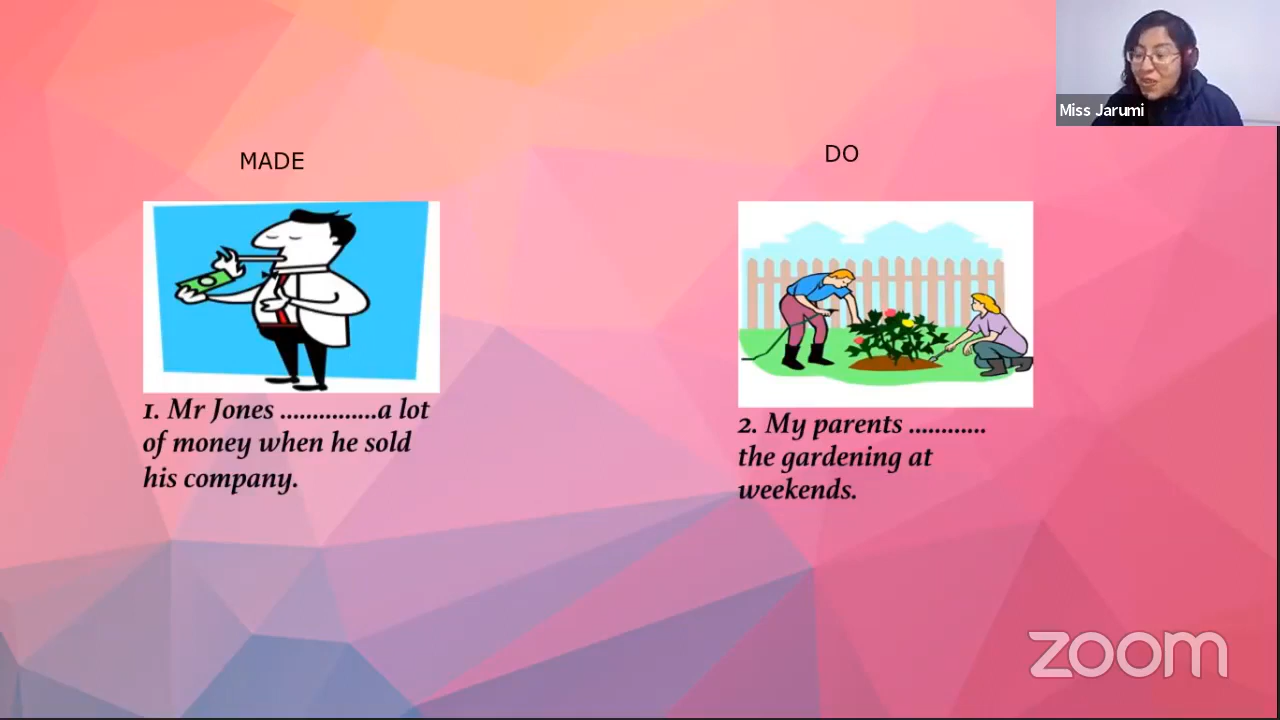 Miss Jarumi
MADE
DO
1. Mr Jones ...............a lot
of money when he sold
his company.
2. My parents ............
the gardening at
weekends.
zoom